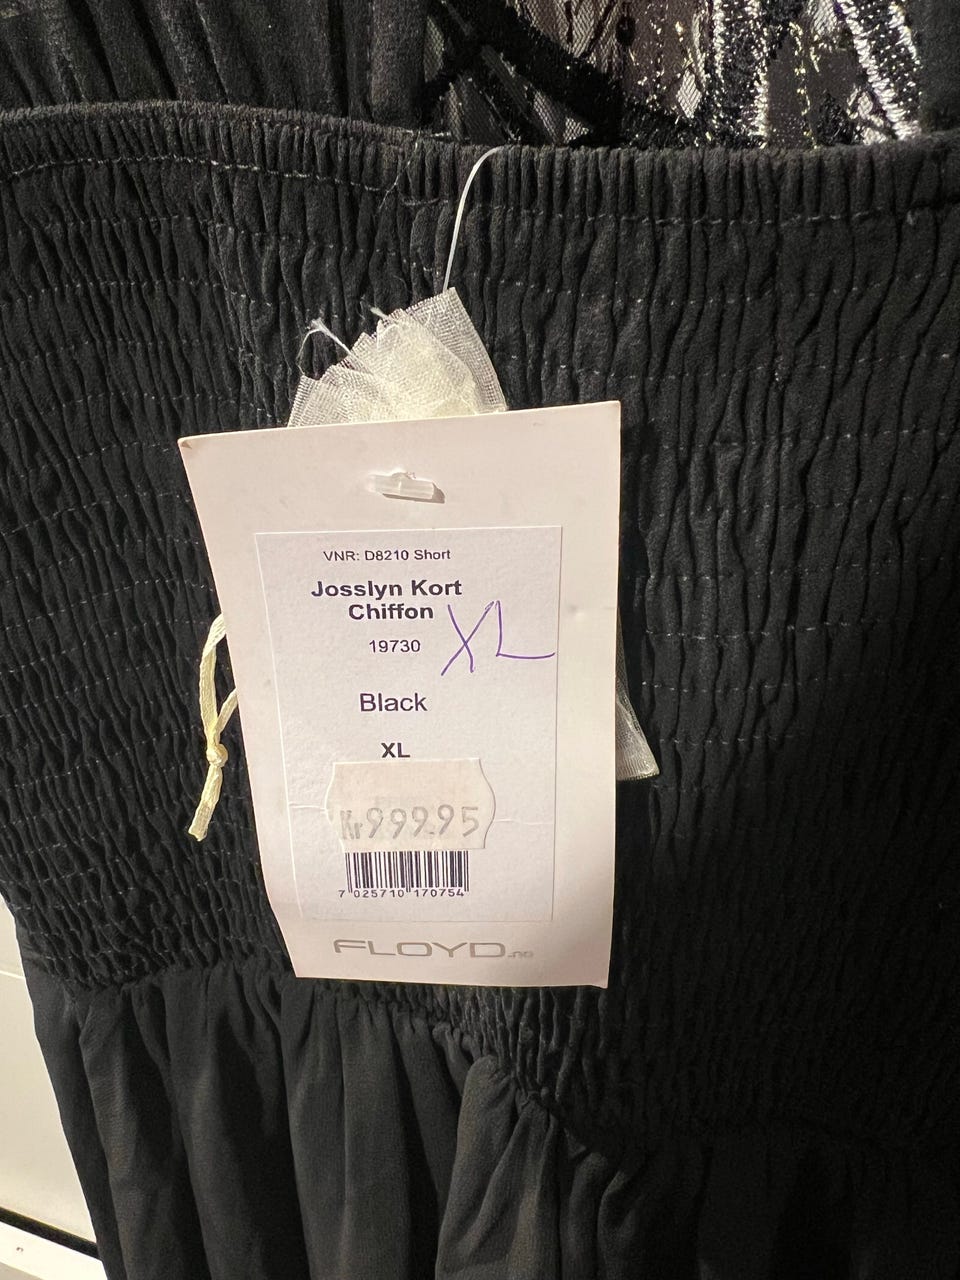 VNR: D8210 Short
Josslyn Kort
Chiffon
XL
19730
Black
XL
Kr999.95
7 025710 170754
FLOYD.no